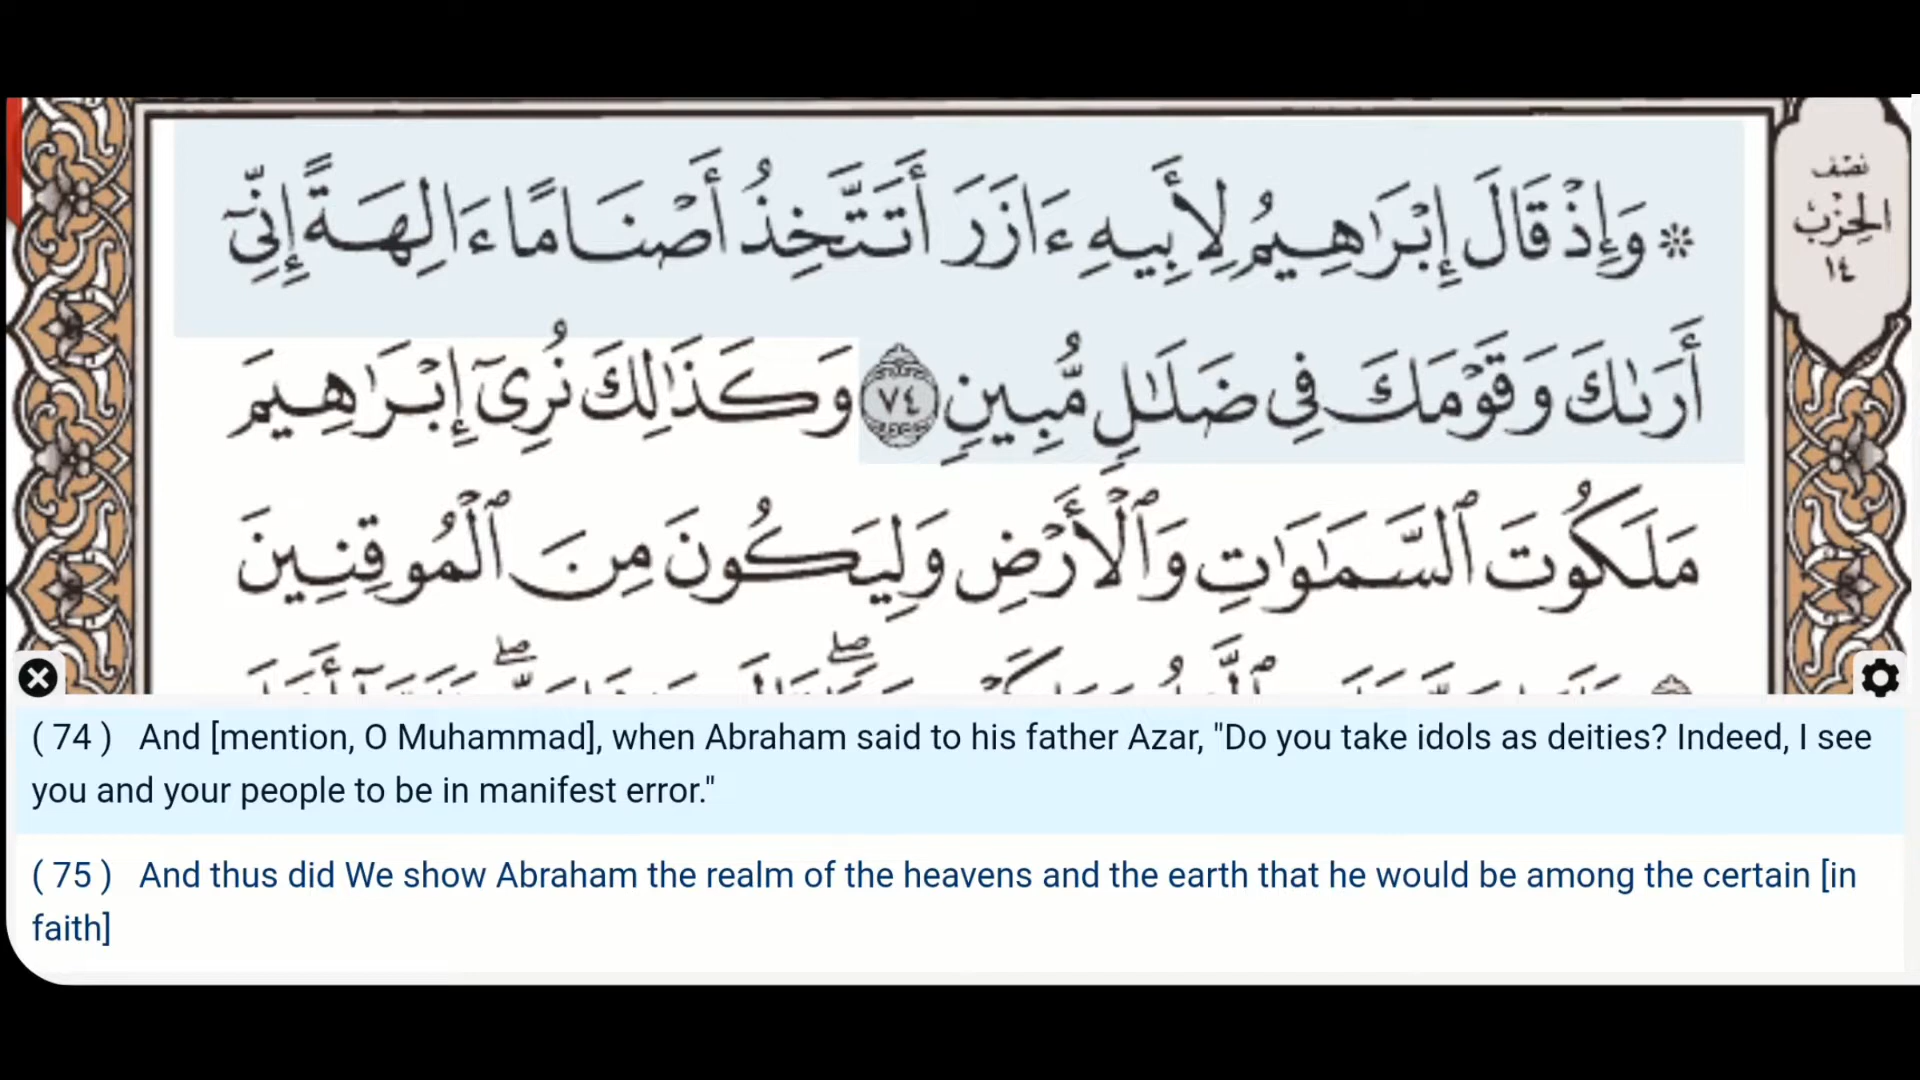 ۞ وَإِذْ قَالَ إِبْرَٰهِيمُ لِأَبِيهِ ءَازَرَ أَتَتَّخِذُ أَصْنَامًا ءَالِهَةً إِنِّىٓ
أَرَىٰكَ وَقَوْمَكَ فِى ضَلَٰلٍ مُّبِينٍ ٧٤ وَكَذَٰلِكَ نُرِىٓ إِبْرَٰهِيمَ
مَلَكُوتَ ٱلسَّمَٰوَٰتِ وَٱلْأَرْضِ وَلِيَكُونَ مِنَ ٱلْمُوقِنِينَ
نصف
الحزب
١٤
( 74 ) And [mention, O Muhammad], when Abraham said to his father Azar, "Do you take idols as deities? Indeed, I see
you and your people to be in manifest error."
( 75 ) And thus did We show Abraham the realm of the heavens and the earth that he would be among the certain [in
faith]